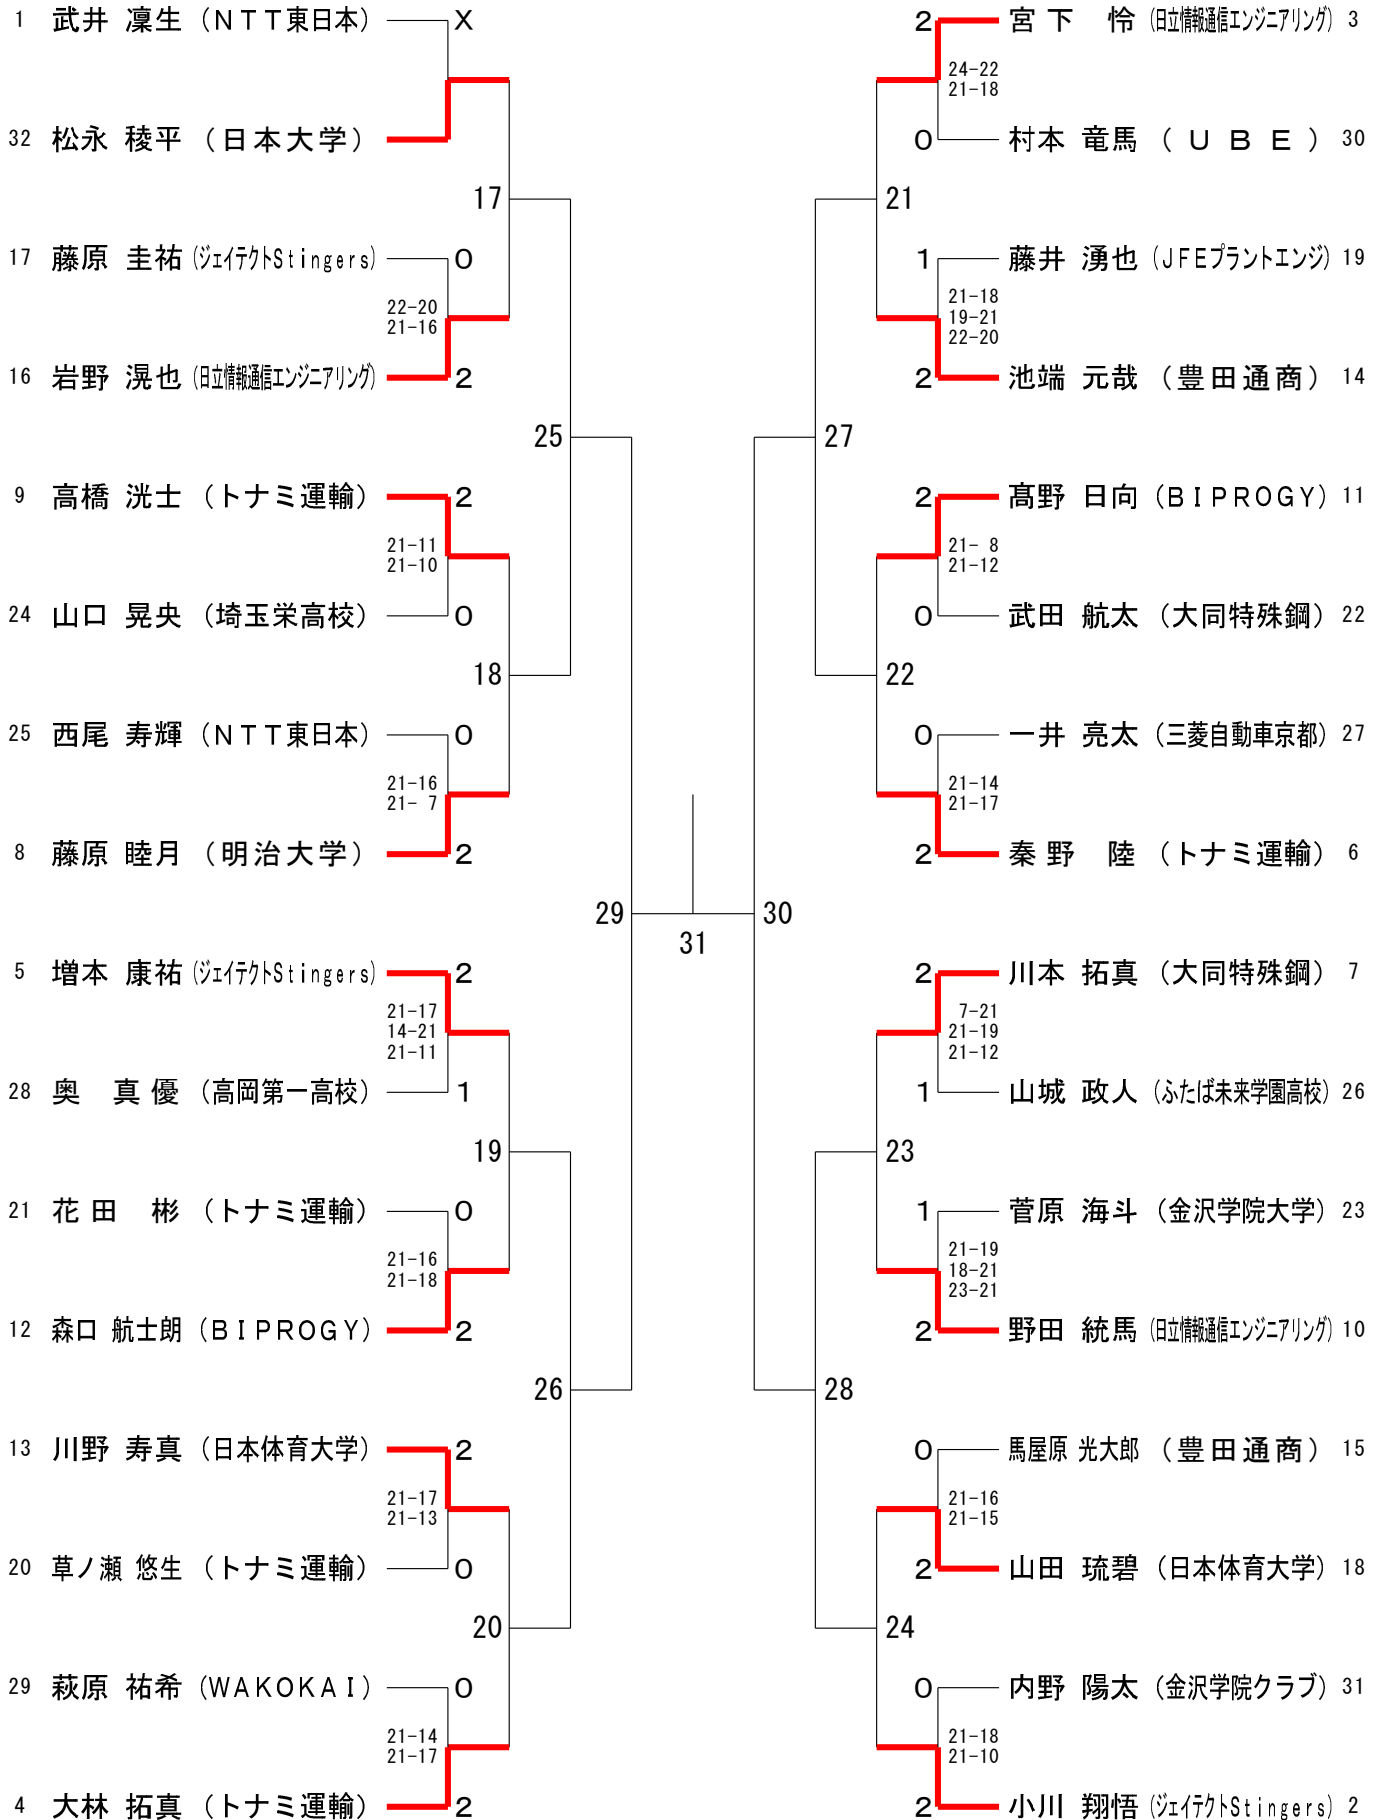 1 武井 凜生 (ＮＴＴ東日本) X
32 松永 稜平 (日本大学)
17
17 藤原 圭祐 (ジェイテクトStingers) 0
22-20
21-16
16 岩野 滉也 (日立情報通信エンジニアリング) 2
25
9 高橋 洸士 (トナミ運輸) 2
21-11
21-10
24 山口 晃央 (埼玉栄高校) 0
18
25 西尾 寿輝 (ＮＴＴ東日本) 0
21-16
21- 7
8 藤原 睦月 (明治大学) 2
29
5 増本 康祐 (ジェイテクトStingers) 2
21-17
14-21
21-11
28 奥 真優 (高岡第一高校) 1
19
21 花田 彬 (トナミ運輸) 0
21-16
21-18
12 森口 航士朗 (ＢＩＰＲＯＧＹ) 2
26
13 川野 寿真 (日本体育大学) 2
21-17
21-13
20 草ノ瀬 悠生 (トナミ運輸) 0
20
29 萩原 祐希 (ＷＡＫＯＫＡＩ) 0
21-14
21-17
4 大林 拓真 (トナミ運輸) 2
31
2 宮下 怜 (日立情報通信エンジニアリング) 3
24-22
21-18
0 村本 竜馬 (ＵＢＥ) 30
21
1 藤井 湧也 (ＪＦＥプラントエンジ) 19
21-18
19-21
22-20
2 池端 元哉 (豊田通商) 14
27
2 髙野 日向 (ＢＩＰＲＯＧＹ) 11
21- 8
21-12
0 武田 航太 (大同特殊鋼) 22
22
0 一井 亮太 (三菱自動車京都) 27
21-14
21-17
2 秦野 陸 (トナミ運輸) 6
30
2 川本 拓真 (大同特殊鋼) 7
7-21
21-19
21-12
1 山城 政人 (ふたば未来学園高校) 26
23
1 菅原 海斗 (金沢学院大学) 23
21-19
18-21
23-21
2 野田 統馬 (日立情報通信エンジニアリング) 10
28
0 馬屋原 光大郎 (豊田通商) 15
21-16
21-15
2 山田 琉碧 (日本体育大学) 18
24
0 内野 陽太 (金沢学院クラブ) 31
21-18
21-10
2 小川 翔悟 (ジェイテクトStingers) 2